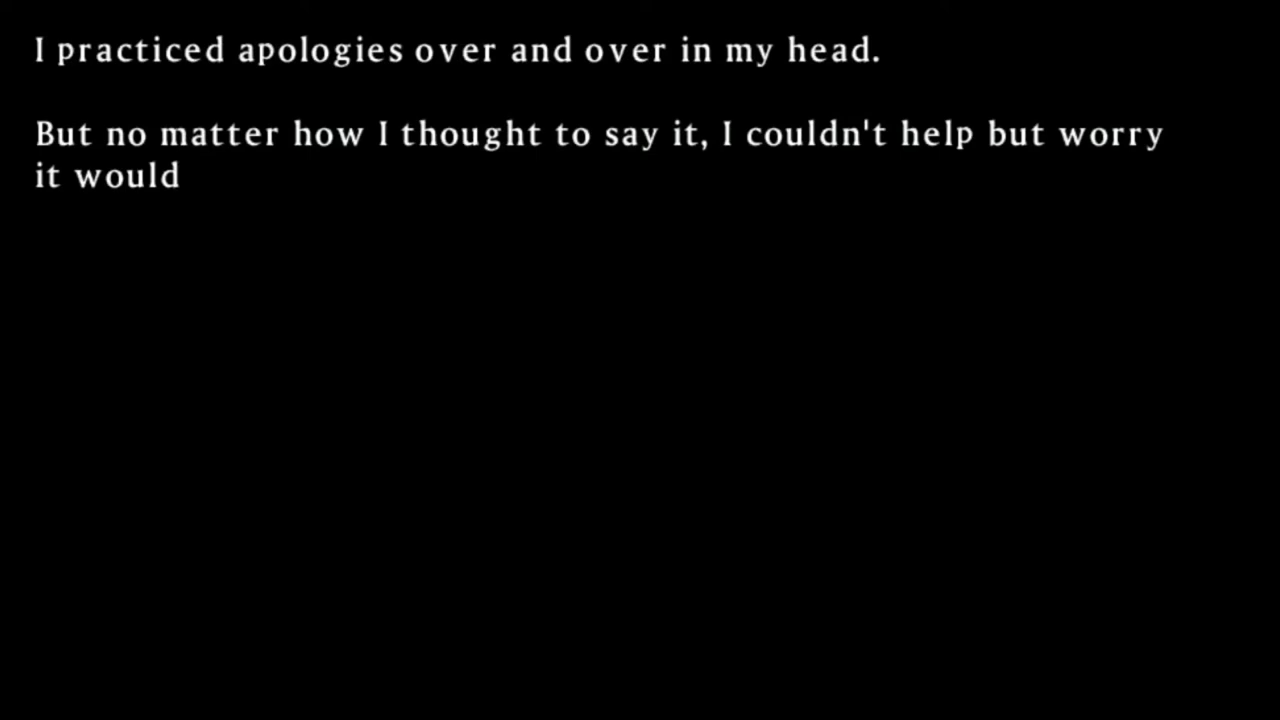 I practiced apologies over and over in my head.
But no matter how I thought to say it, I couldn't help but worry
it would